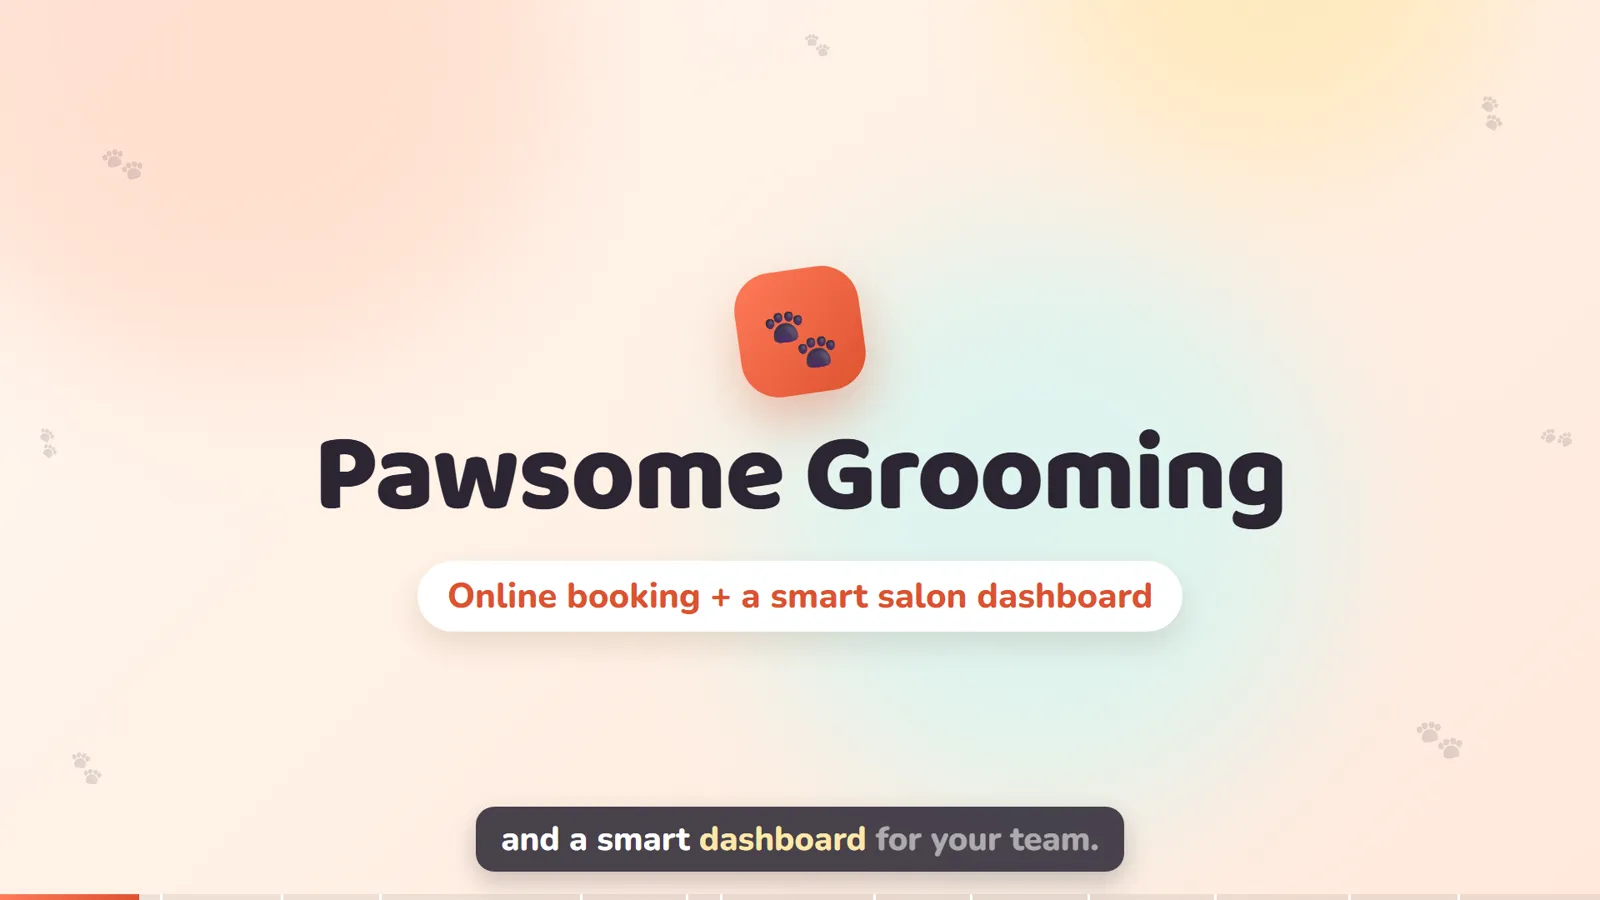 Pawsome Grooming
Online booking + a smart salon dashboard
and a smart dashboard for your team.